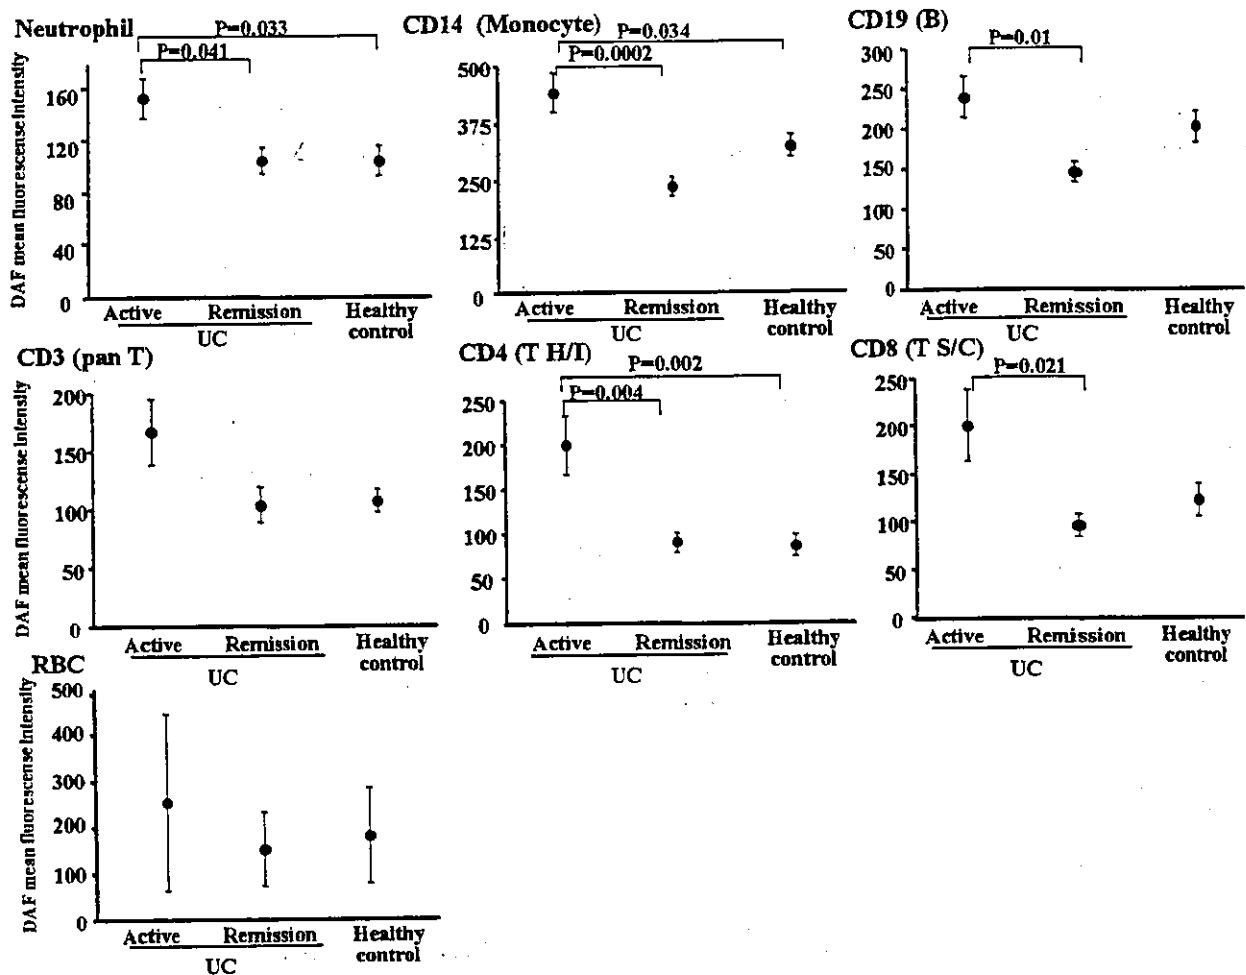 Neutrophil
P=0.033
P=0.041
DAF mean fluorescense intensity
160
120
80
40
0
Active Remission Healthy control
UC
CD14 (Monocyte)
P=0.034
P=0.0002
500
375
250
125
0
Active Remission Healthy control
UC
CD19 (B)
P=0.01
300
250
200
150
100
50
0
Active Remission Healthy control
UC
CD3 (pan T)
DAF mean fluorescense intensity
200
150
100
50
0
Active Remission Healthy control
UC
CD4 (T H/I)
P=0.002
P=0.004
250
200
150
100
50
0
Active Remission Healthy control
UC
CD8 (T S/C)
P=0.021
250
200
150
100
50
0
Active Remission Healthy control
UC
RBC
DAF mean fluorescense intensity
500
400
300
200
100
0
Active Remission Healthy control
UC